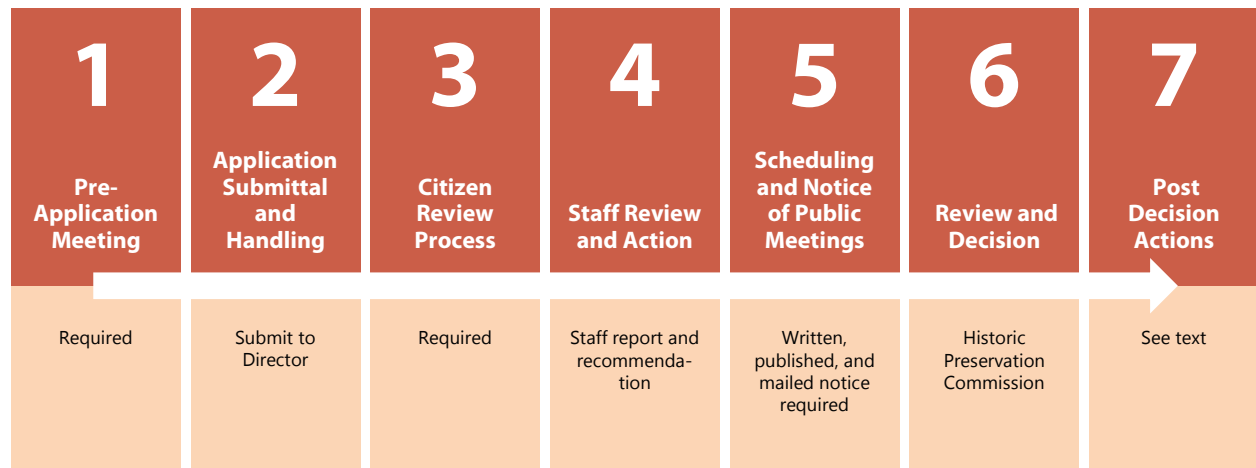 1
Pre-
Application
Meeting
Required
2
Application
Submittal
and
Handling
Submit to
Director
3
Citizen
Review
Process
Required
4
Staff Review
and Action
Staff report and
recommenda-
tion
5
Scheduling
and Notice
of Public
Meetings
Written,
published, and
mailed notice
required
6
Review and
Decision
Historic
Preservation
Commission
7
Post
Decision
Actions
See text